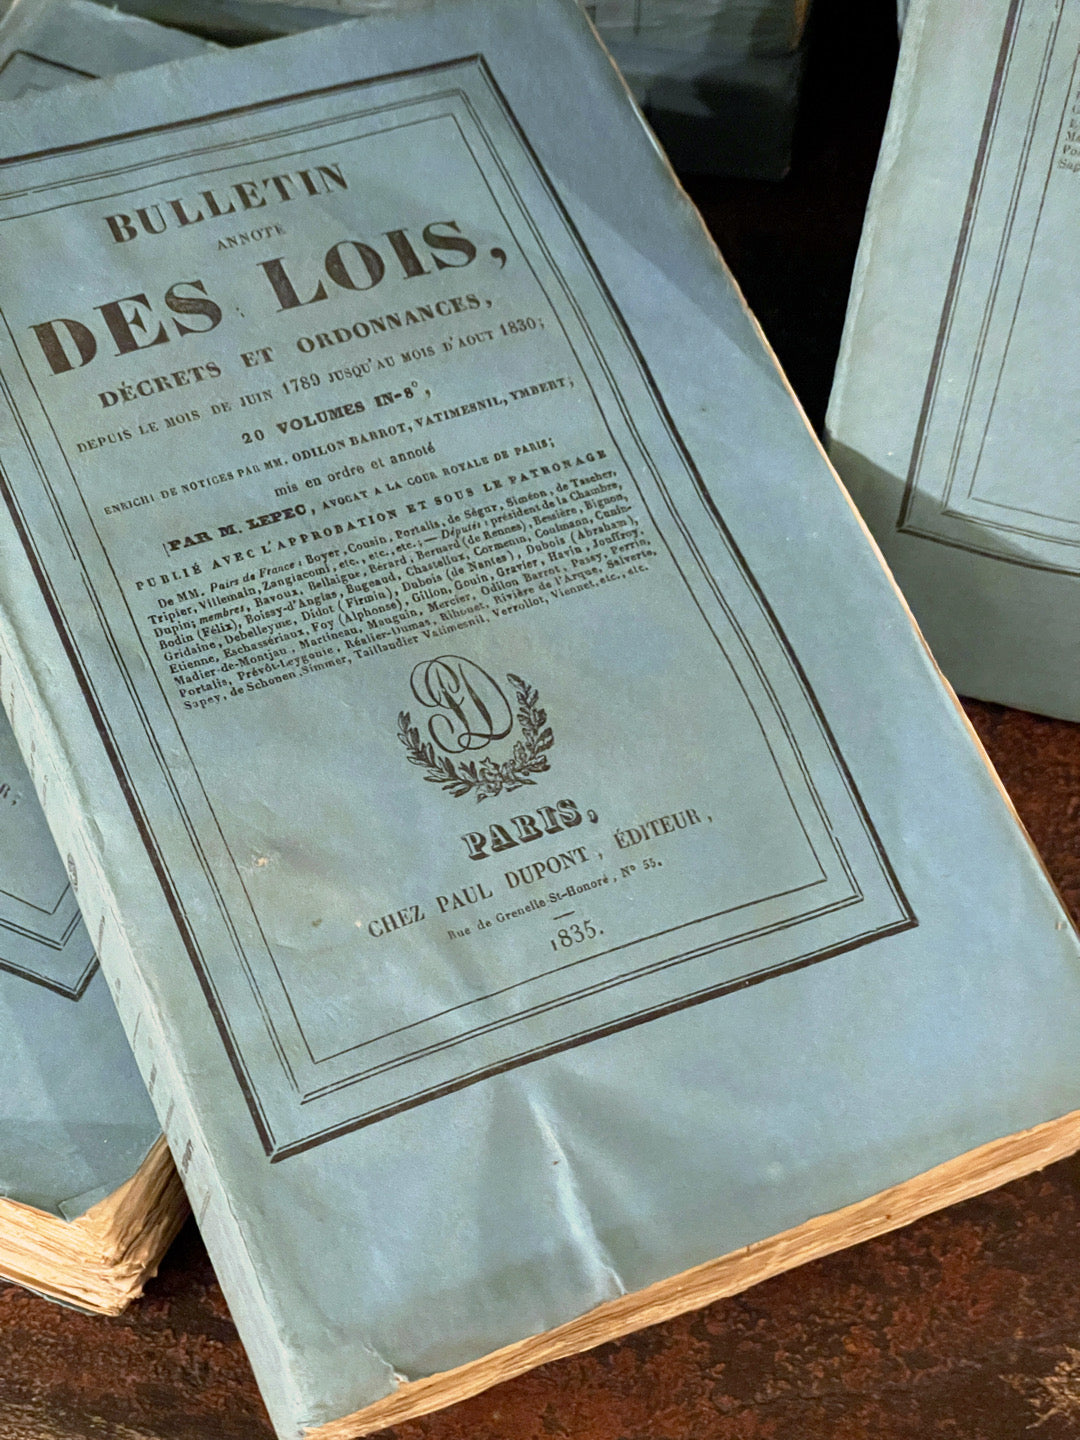 BULLETIN
ANNOTÉ
DES LOIS,
DÉCRETS ET ORDONNANCES,
DEPUIS LE MOIS DE JUIN 1789 JUSQU'AU MOIS D'AOUT 1830;
20 VOLUMES IN-8°,
ENRICHI DE NOTICES PAR MM. ODILON BARROT, VATIMESNIL, YMBERT;
mis en ordre et annoté
PAR M. LEPEC, AVOCAT A LA COUR ROYALE DE PARIS;
PUBLIÉ AVEC L'APPROBATION ET SOUS LE PATRONAGE
De MM. Pairs de France: Boyer, Cousin, Portalis, de Ségur, Siméon, de Tascher,
Tripier, Villemain, Zangiacomi, etc., etc., etc.; — Députés: président de la Chambre,
Dupin; membres, Bavoux, Bellaigue, Bérard, Bernard (de Rennes), Bessière, Bignon,
Bodin (Félix), Boissy-d'Anglas, Bugeaud, Chassellux, Cormenin, Coulmann, Cunin-
Gridaine, Debelleyme, Didot (Firmin), Dubois (de Nantes), Dubois (Abraham),
Etienne, Eschassériaux, Foy (Alphonse), Gillon, Gouin, Gravier, Havin, Jouffroy,
Madier-de-Montjau, Martineau, Mauguin, Mercier, Odilon Barrot, Passy, Perrin,
Portalis, Prévôt-Leygonie, Réalier-Dumas, Ribouet, Rivière de l'Arque, Salverte,
Sapey, de Schonen, Simmer, Taillandier Vatimesnil, Verrollot, Viennet, etc., etc.
PD
PARIS,
CHEZ PAUL DUPONT, ÉDITEUR,
Rue de Grenelle St-Honoré, N° 55.
1835.